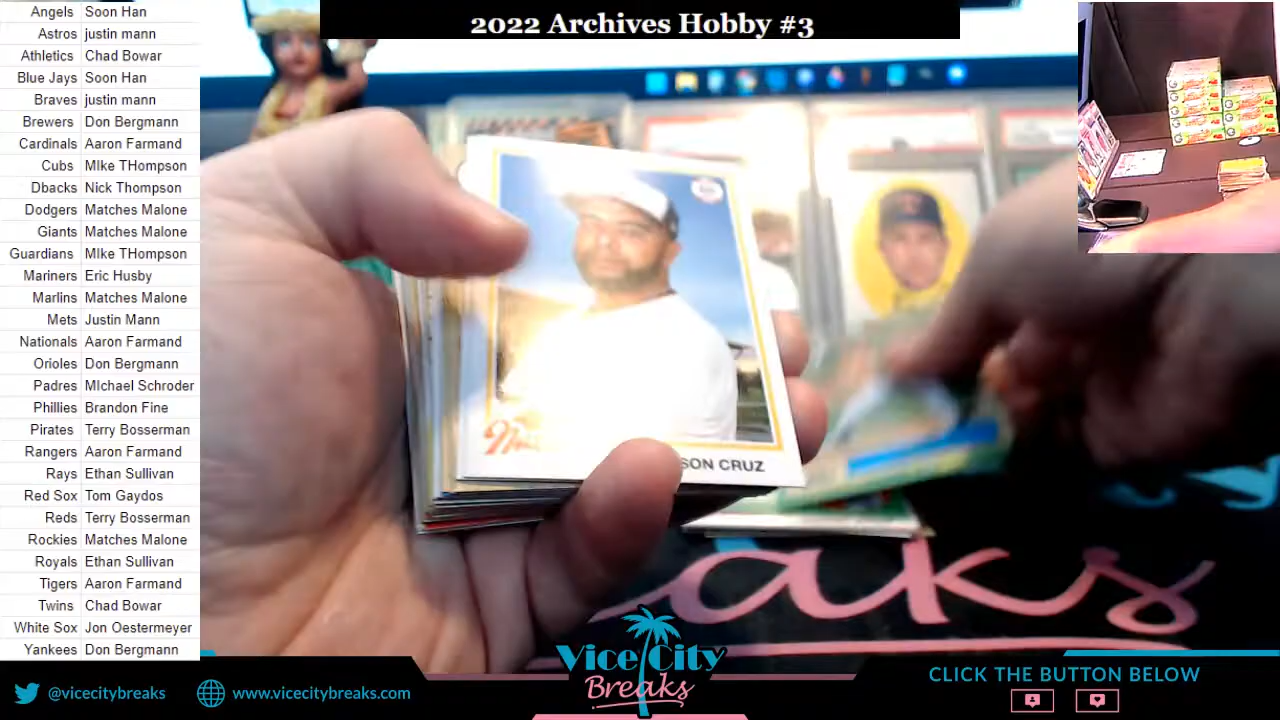 2022 Archives Hobby #3
Angels Soon Han
Astros justin mann
Athletics Chad Bowar
Blue Jays Soon Han
Braves justin mann
Brewers Don Bergmann
Cardinals Aaron Farmand
Cubs MIke THompson
Dbacks Nick Thompson
Dodgers Matches Malone
Giants Matches Malone
Guardians MIke THompson
Mariners Eric Husby
Marlins Matches Malone
Mets Justin Mann
Nationals Aaron Farmand
Orioles Don Bergmann
Padres MIchael Schroder
Phillies Brandon Fine
Pirates Terry Bosserman
Rangers Aaron Farmand
Rays Ethan Sullivan
Red Sox Tom Gaydos
Reds Terry Bosserman
Rockies Matches Malone
Royals Ethan Sullivan
Tigers Aaron Farmand
Twins Chad Bowar
White Sox Jon Oestermeyer
Yankees Don Bergmann
SON CRUZ
eaks
Vice City
Breaks
@vicecitybreaks
www.vicecitybreaks.com
CLICK THE BUTTON BELOW